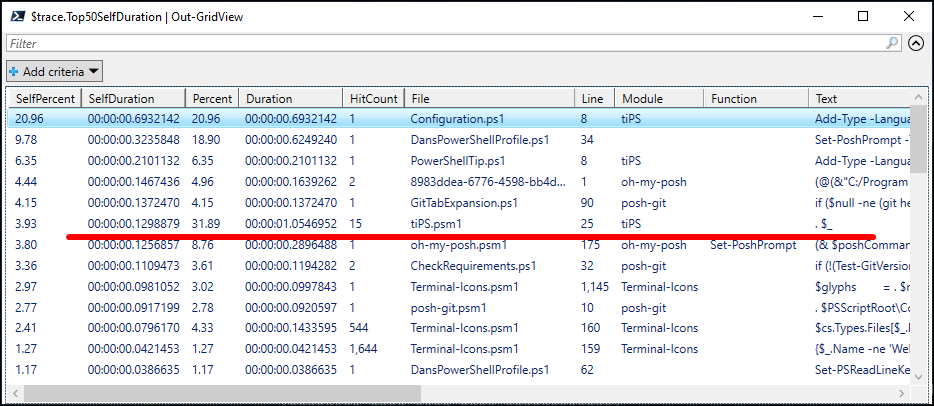 $trace.Top50SelfDuration | Out-GridView
Filter
Add criteria
SelfPercent SelfDuration Percent Duration HitCount File Line Module Function Text
20.96 00:00:00.6932142 20.96 00:00:00.6932142 1 Configuration.ps1 8 tiPS Add-Type -Langua
9.78 00:00:00.3235848 18.90 00:00:00.6249240 1 DansPowerShellProfile.ps1 34 Set-PoshPrompt -T
6.35 00:00:00.2101132 6.35 00:00:00.2101132 1 PowerShellTip.ps1 8 tiPS Add-Type -Langua
4.44 00:00:00.1467436 4.96 00:00:00.1639262 2 8983ddea-6776-4598-bb4d... 1 oh-my-posh (@(&"C:/Program
4.15 00:00:00.1372470 6.15 00:00:00.1372470 1 GitTabExpansion.ps1 90 posh-git if ($null -ne (git he
3.93 00:00:00.1298879 31.89 00:00:01.0546952 15 tiPS.psm1 25 tiPS . $_
3.80 00:00:00.1256857 8.76 00:00:00.2896488 1 oh-my-posh.psm1 175 oh-my-posh Set-PoshPrompt (& $poshComman
3.36 00:00:00.1109473 3.61 00:00:00.1194282 2 CheckRequirements.ps1 32 posh-git if (!(Test-GitVersion
2.97 00:00:00.0981052 3.02 00:00:00.0997843 1 Terminal-Icons.psm1 1,145 Terminal-Icons $glyphs = . $m
2.77 00:00:00.0917199 2.78 00:00:00.0920597 1 posh-git.psm1 10 posh-git . $PSScriptRoot\Co
2.41 00:00:00.0796170 4.33 00:00:00.1433595 544 Terminal-Icons.psm1 160 Terminal-Icons $cs.Types.Files[$_.
1.27 00:00:00.0421453 1.27 00:00:00.0421453 1,644 Terminal-Icons.psm1 159 Terminal-Icons {$_.Name -ne 'Wel
1.17 00:00:00.0386635 1.17 00:00:00.0386635 1 DansPowerShellProfile.ps1 62 Set-PSReadLineKe